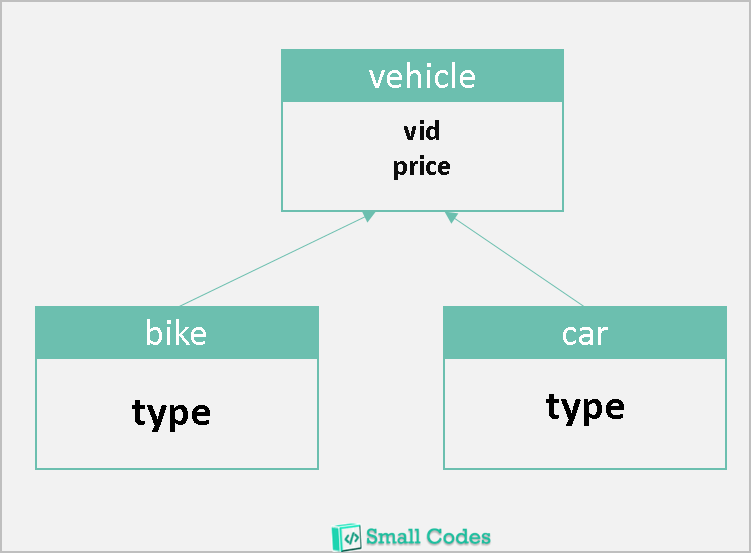 vehicle
vid
price
bike
car
type
type
Small Codes